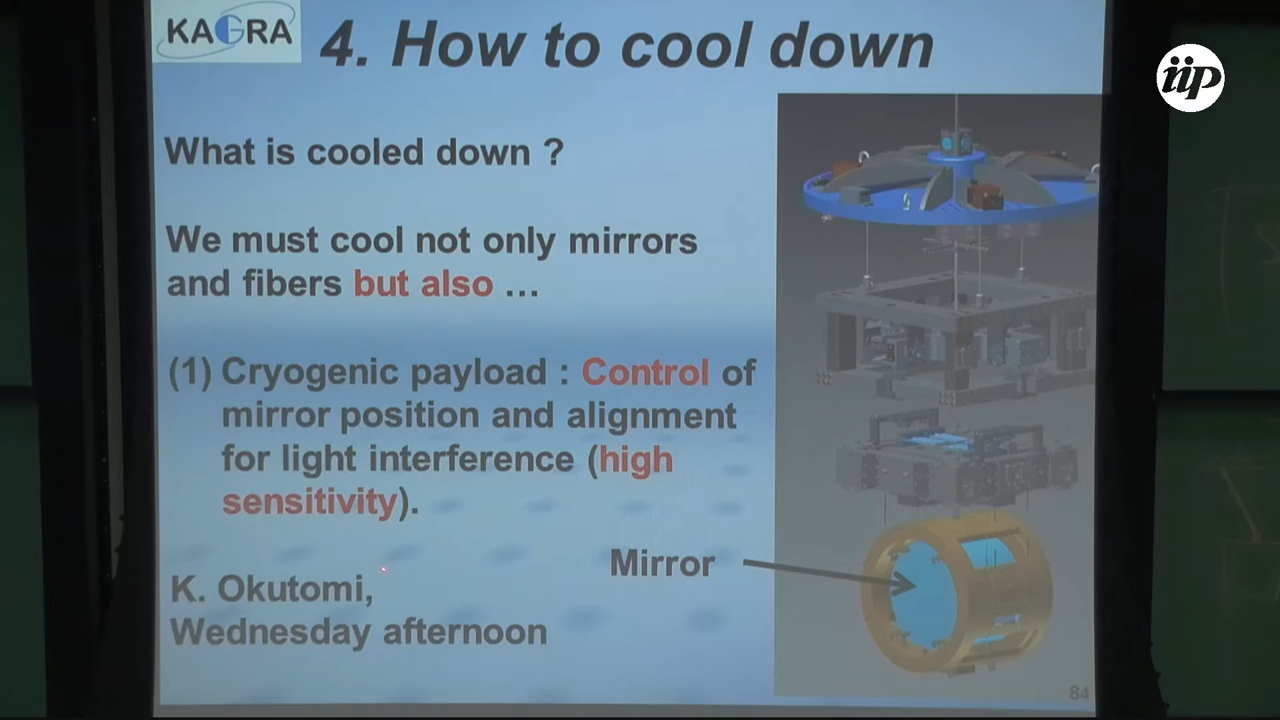 KAGRA
4. How to cool down
iip
What is cooled down ?
We must cool not only mirrors
and fibers but also ...
(1) Cryogenic payload : Control of
mirror position and alignment
for light interference (high
sensitivity).
Mirror
K. Okutomi,
Wednesday afternoon
84